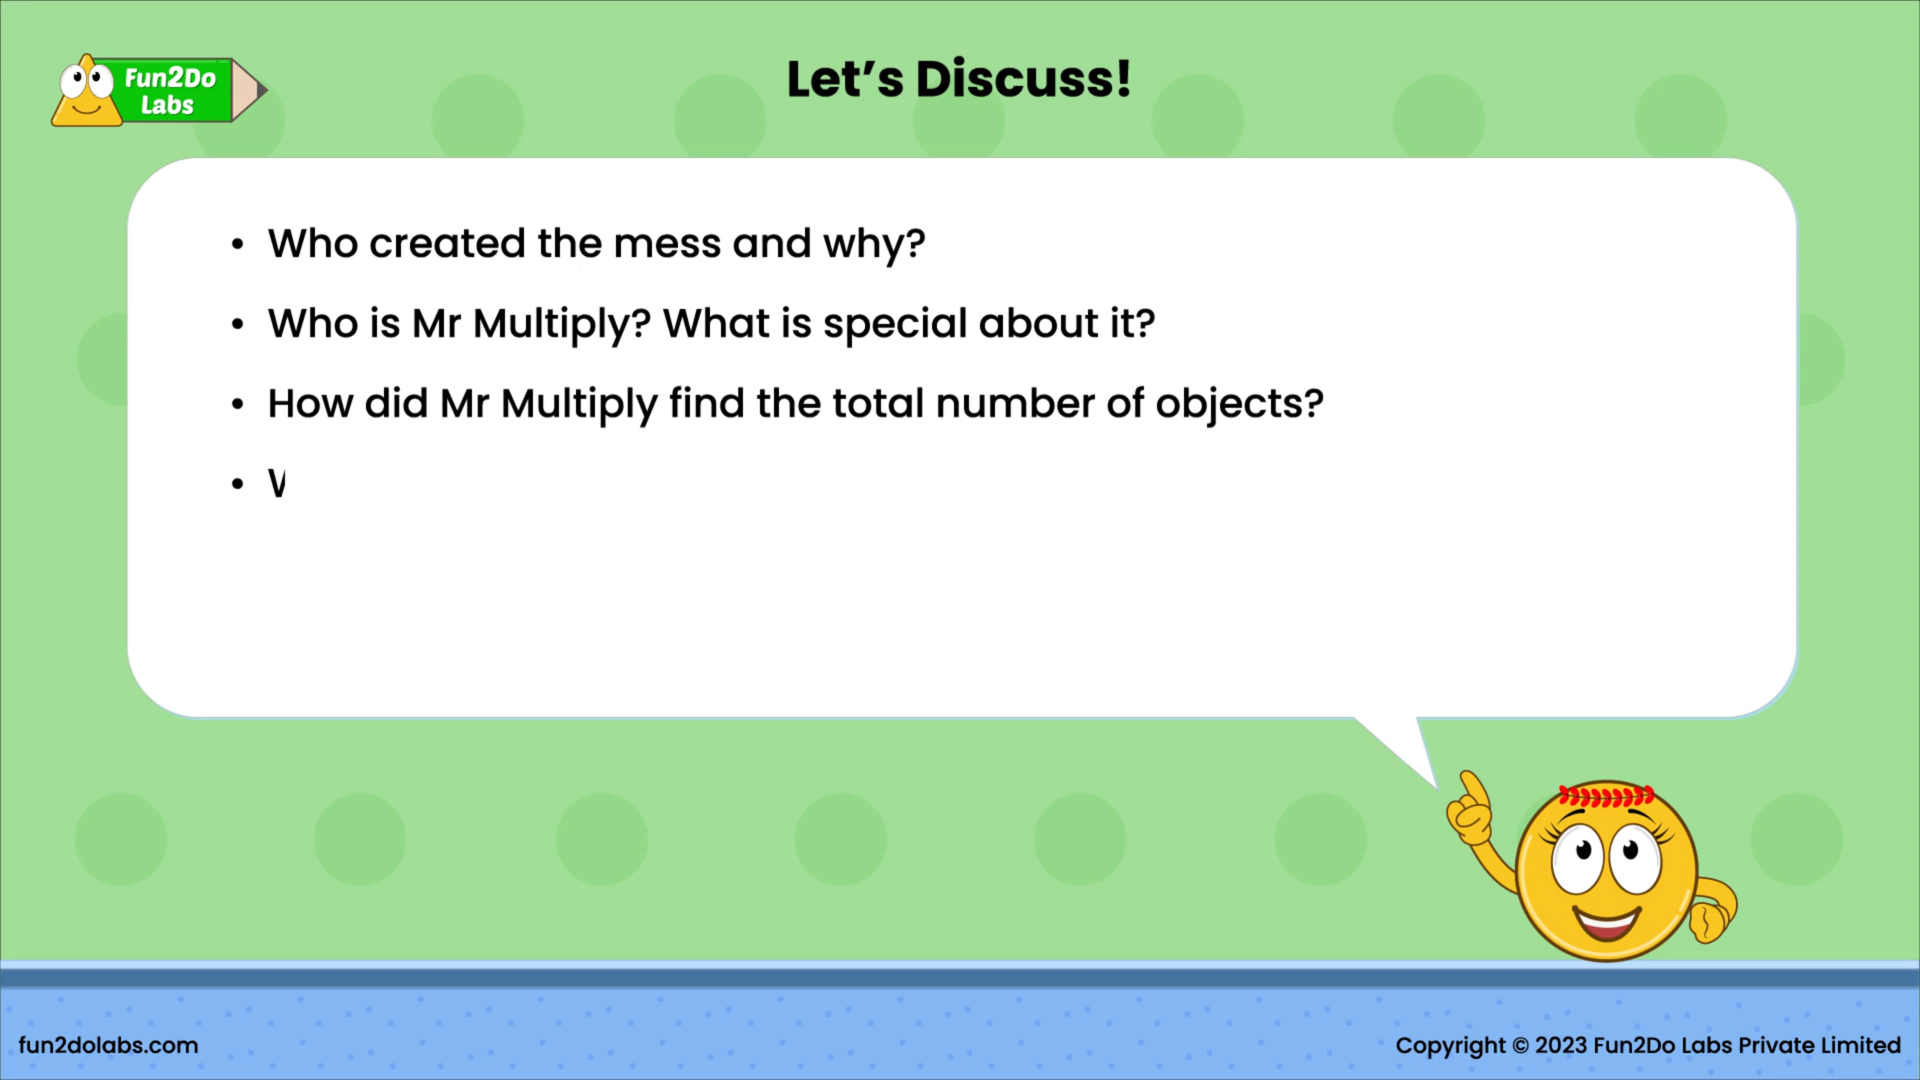 Fun2Do
Labs
Let's Discuss!
• Who created the mess and why?
• Who is Mr Multiply? What is special about it?
• How did Mr Multiply find the total number of objects?
•
fun2dolabs.com
Copyright © 2023 Fun2Do Labs Private Limited